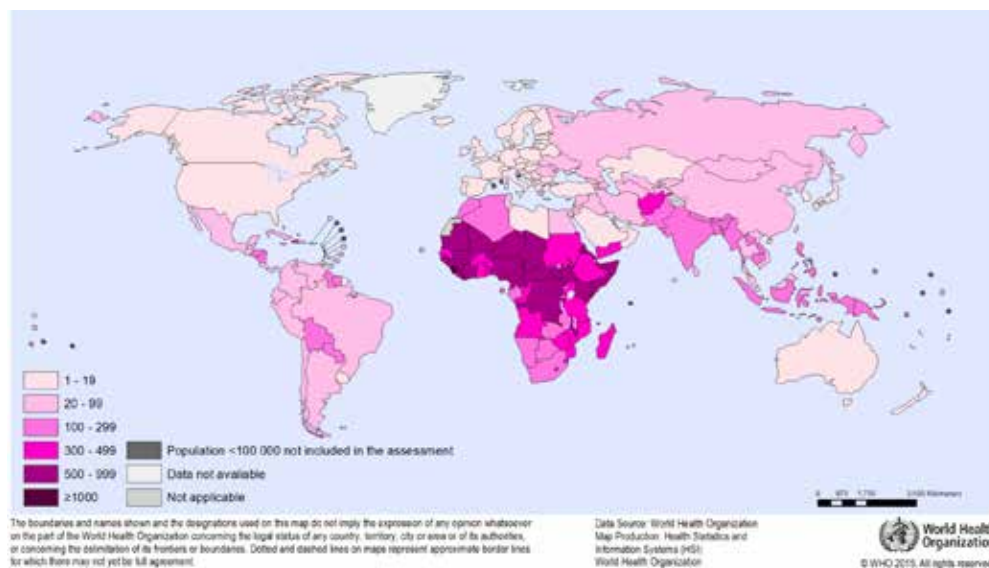 1 - 19
20 - 99
100 - 299
300 - 499
500 - 999
≥1000
Population <100 000 not included in the assessment
Data not available
Not applicable
The boundaries and names shown and the designations used on this map do not imply the expression of any opinion whatsoever
on the part of the World Health Organization concerning the legal status of any country, territory, city or area or of its authorities,
or concerning the delimitation of its frontiers or boundaries. Dotted and dashed lines on maps represent approximate border lines
for which there may not yet be full agreement.
Data Source: World Health Organization
Map Production: Health Statistics and
Information Systems (HSI)
World Health Organization
World Health
Organization
© WHO 2015. All rights reserved